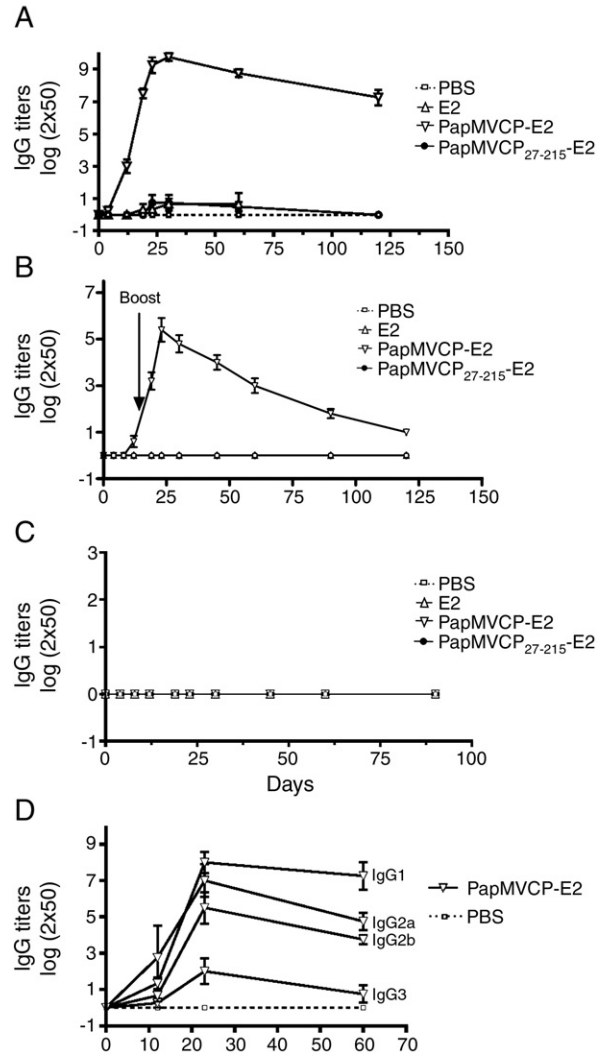 A
IgG titers
log (2x50)
9
7
5
3
1
-1
0 25 50 75 100 125 150
PBS
E2
PapMVCP-E2
PapMVCP27-215-E2
B
IgG titers
log (2x50)
7
5
3
1
-1
Boost
0 25 50 75 100 125 150
PBS
E2
PapMVCP-E2
PapMVCP27-215-E2
C
IgG titers
log (2x50)
3
2
1
0
-1
0 25 50 75 100
Days
PBS
E2
PapMVCP-E2
PapMVCP27-215-E2
D
IgG titers
log (2x50)
9
7
5
3
1
-1
IgG1
IgG2a
IgG2b
IgG3
0 10 20 30 40 50 60 70
PapMVCP-E2
PBS